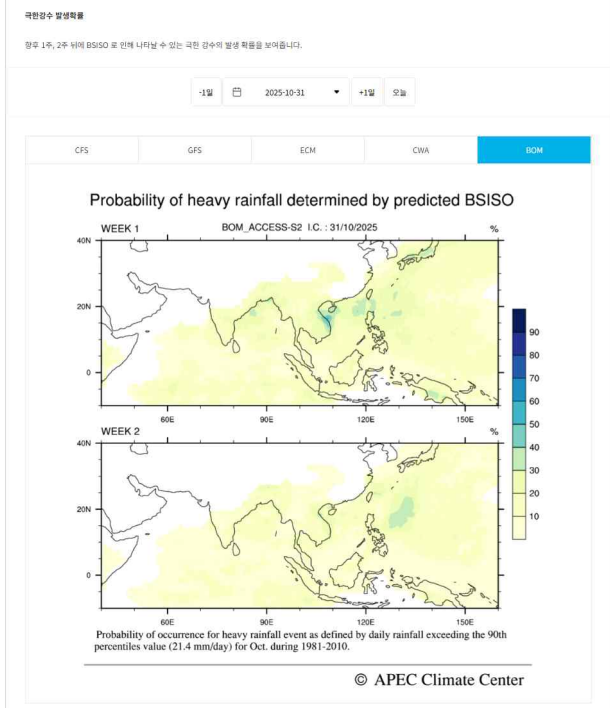 극한강수 발생확률
향후 1주, 2주 뒤에 BSISO 로 인해 나타날 수 있는 극한 강수의 발생 확률을 보여줍니다.
-1일 2025-10-31 +1일 오늘
CFS GFS ECM CWA BOM
Probability of heavy rainfall determined by predicted BSISO
WEEK 1 BOM_ACCESS-S2 I.C. : 31/10/2025 %
40N
20N
0
60E 90E 120E 150E
WEEK 2 %
40N
20N
0
60E 90E 120E 150E
90
80
70
60
50
40
30
20
10
Probability of occurrence for heavy rainfall event as defined by daily rainfall exceeding the 90th
percentiles value (21.4 mm/day) for Oct. during 1981-2010.
© APEC Climate Center